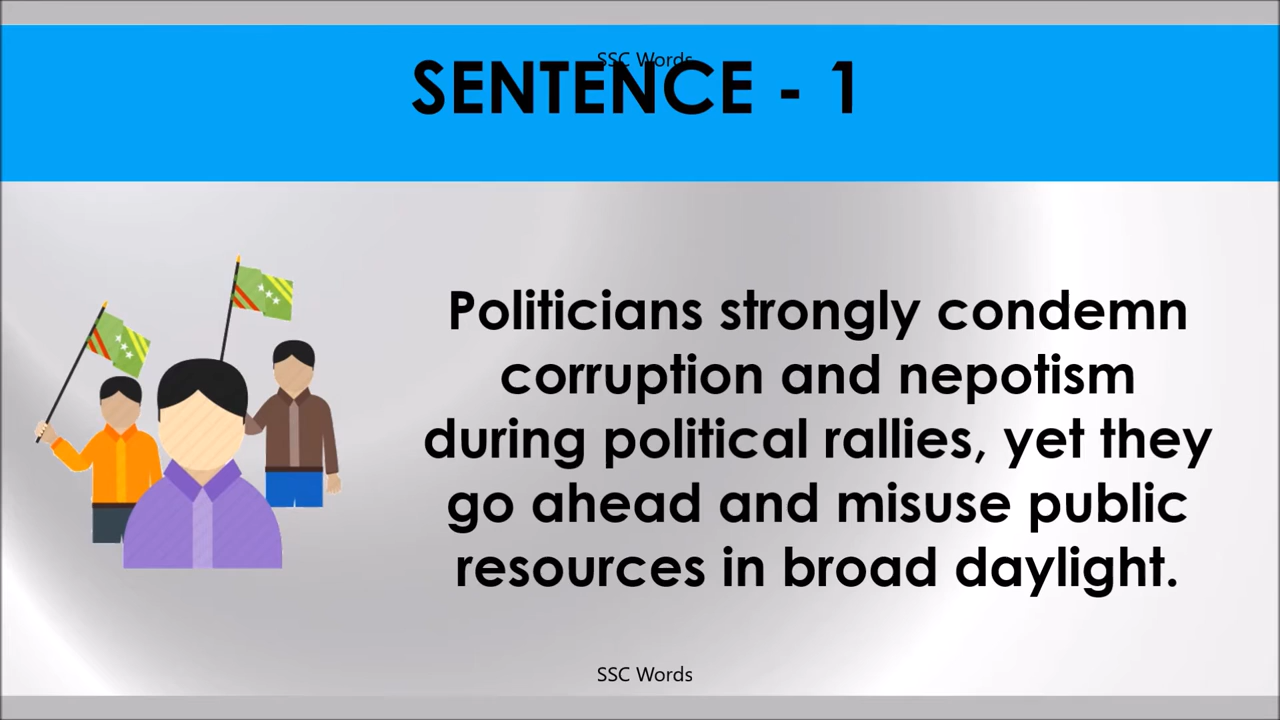 SSC Words
SENTENCE - 1
Politicians strongly condemn
corruption and nepotism
during political rallies, yet they
go ahead and misuse public
resources in broad daylight.
SSC Words